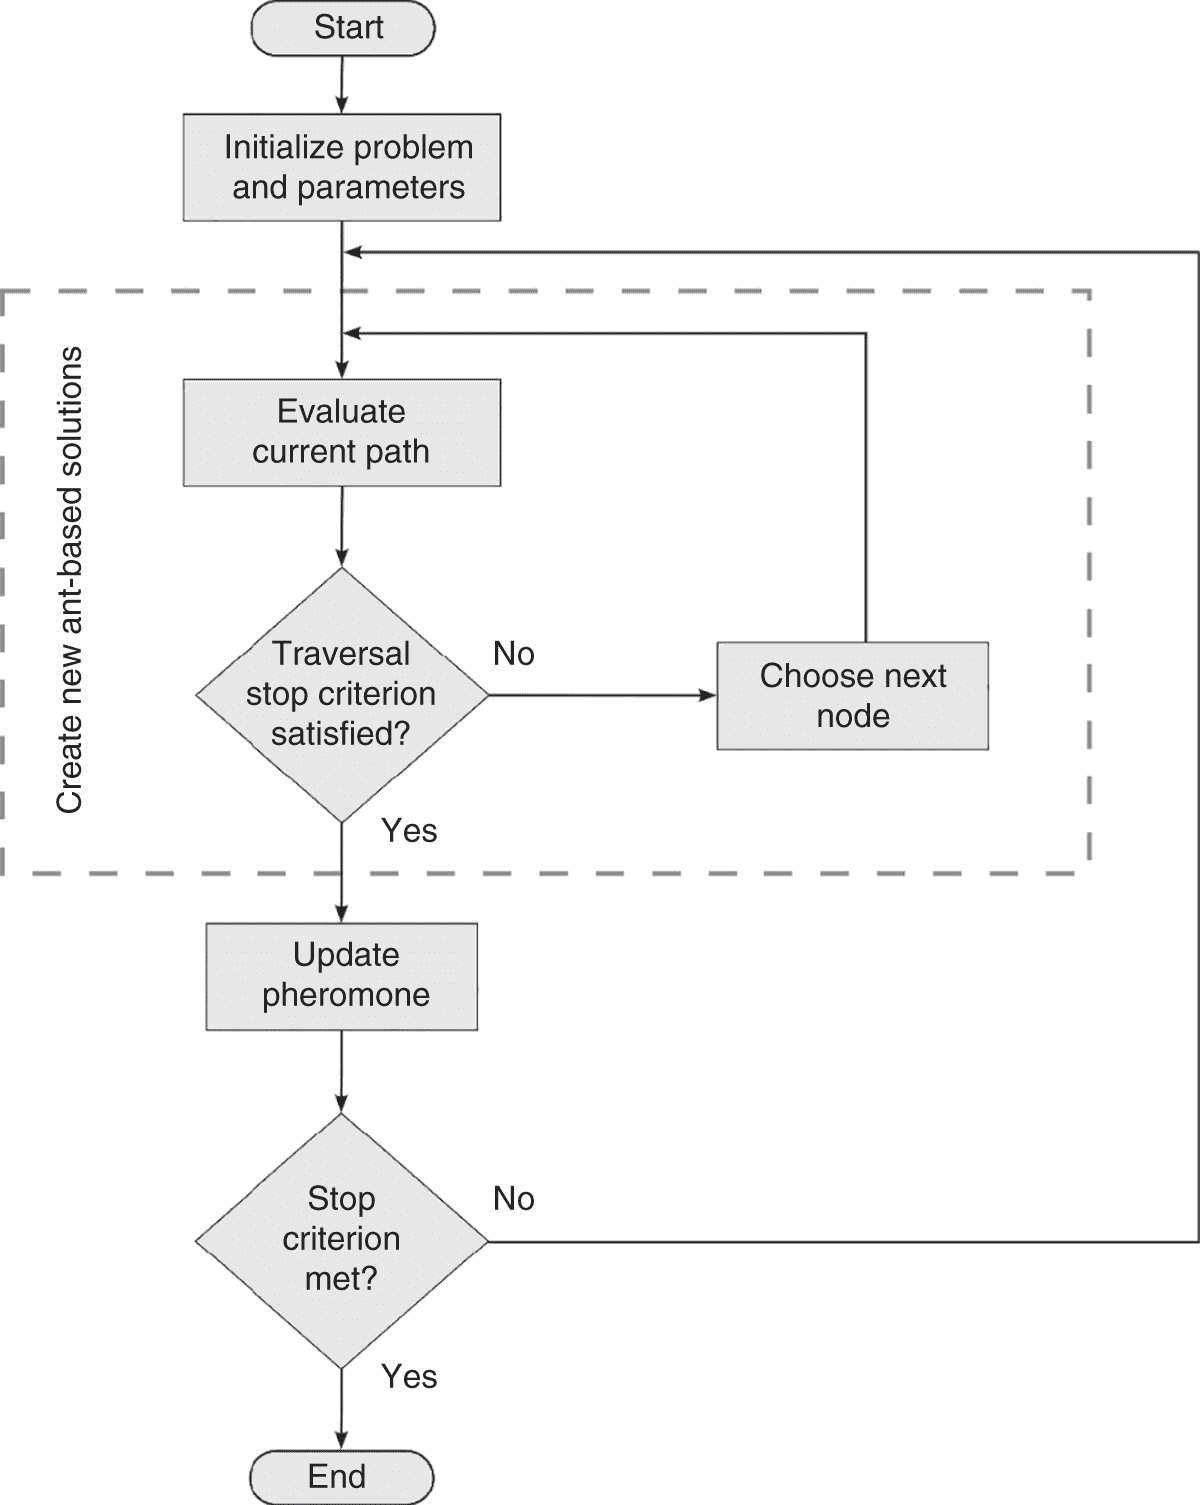 Start
Initialize problem
and parameters
Create new ant-based solutions
Evaluate
current path
Traversal
stop criterion
satisfied?
No
Choose next
node
Yes
Update
pheromone
Stop
criterion
met?
No
Yes
End